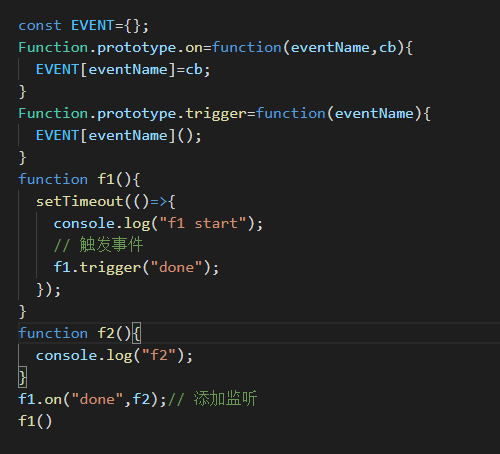 const EVENT={};
Function.prototype.on=function(eventName,cb){
  EVENT[eventName]=cb;
}
Function.prototype.trigger=function(eventName){
  EVENT[eventName]();
}
function f1(){
  setTimeout(()=>{
    console.log("f1 start");
    // 触发事件
    f1.trigger("done");
  });
}
function f2(){
  console.log("f2");
}
f1.on("done",f2);// 添加监听
f1()